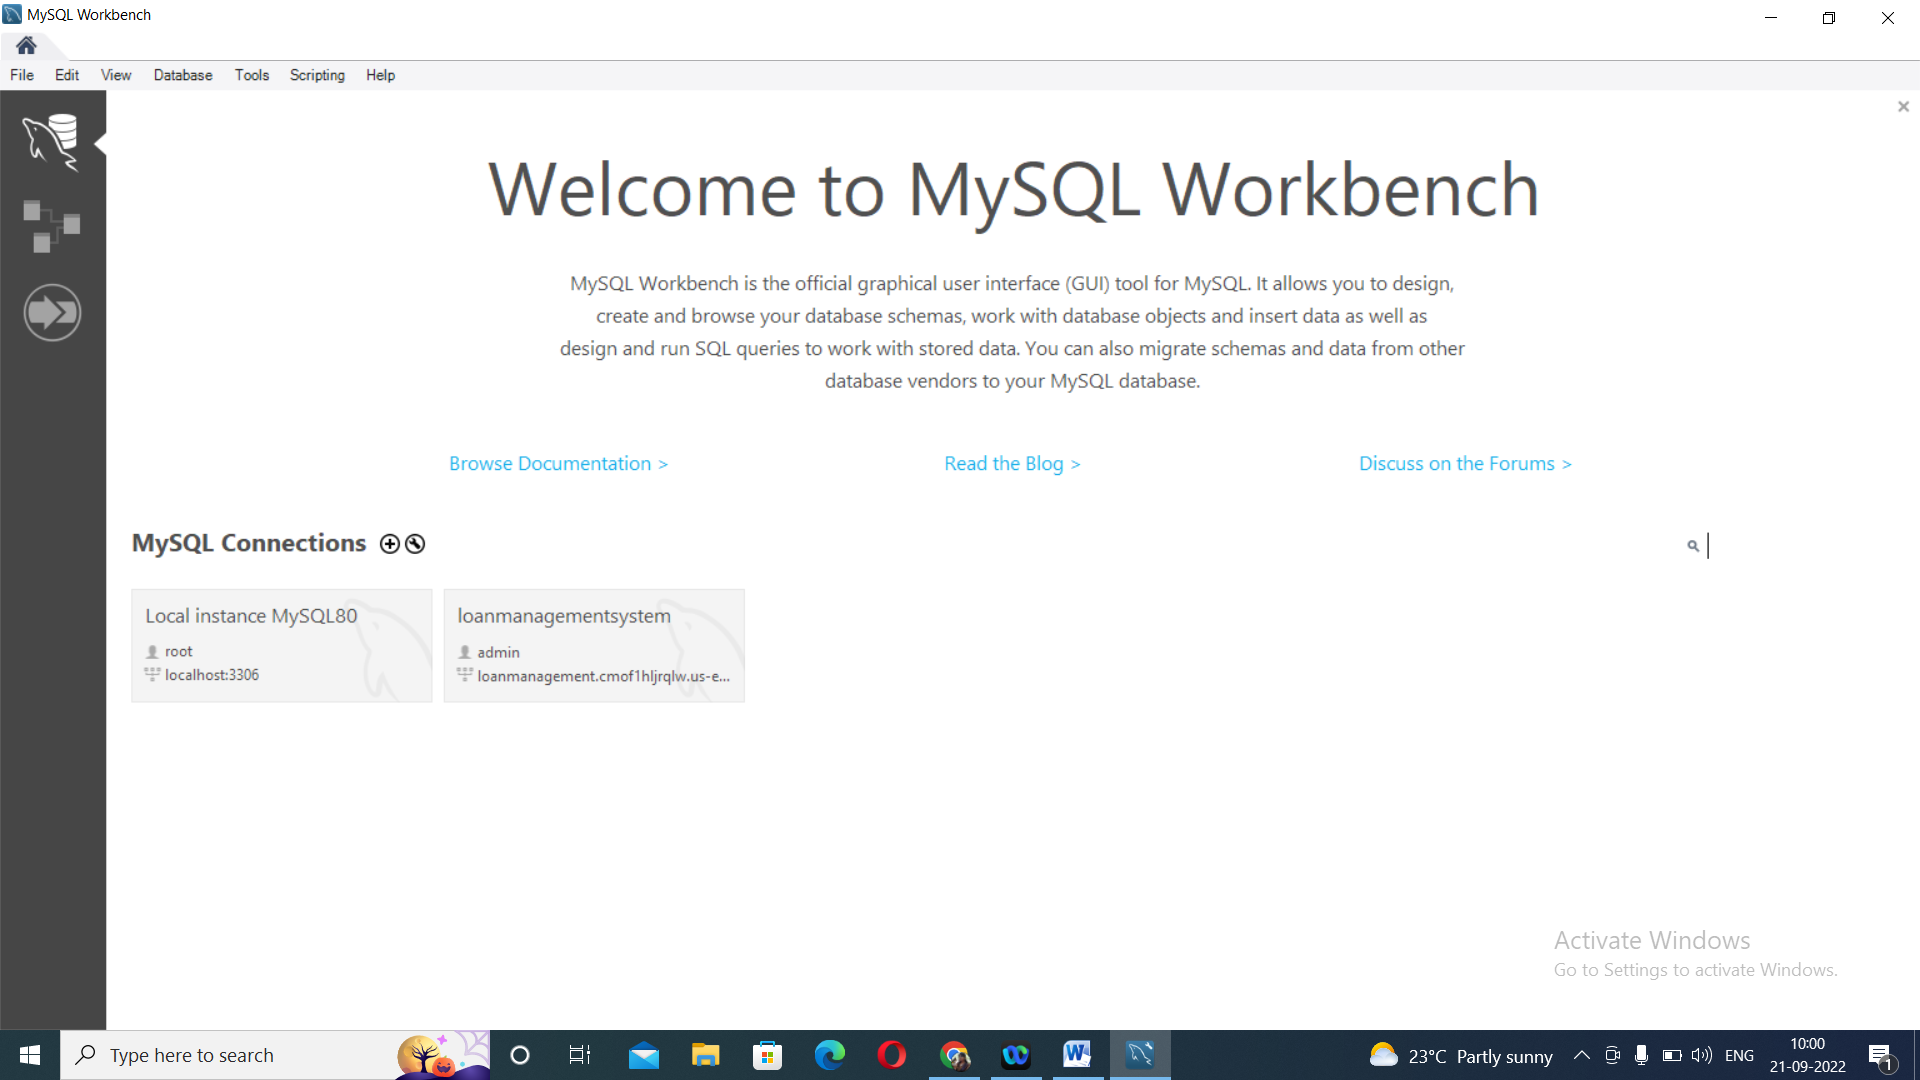 MySQL Workbench
File Edit View Database Tools Scripting Help
Welcome to MySQL Workbench
MySQL Workbench is the official graphical user interface (GUI) tool for MySQL. It allows you to design,
create and browse your database schemas, work with database objects and insert data as well as
design and run SQL queries to work with stored data. You can also migrate schemas and data from other
database vendors to your MySQL database.
Browse Documentation > Read the Blog > Discuss on the Forums >
MySQL Connections
Local instance MySQL80
root
localhost:3306
loanmanagementsystem
admin
loanmanagement.cmof1hljrqlw.us-e...
Activate Windows
Go to Settings to activate Windows.
Type here to search
23°C Partly sunny
ENG
10:00
21-09-2022
1